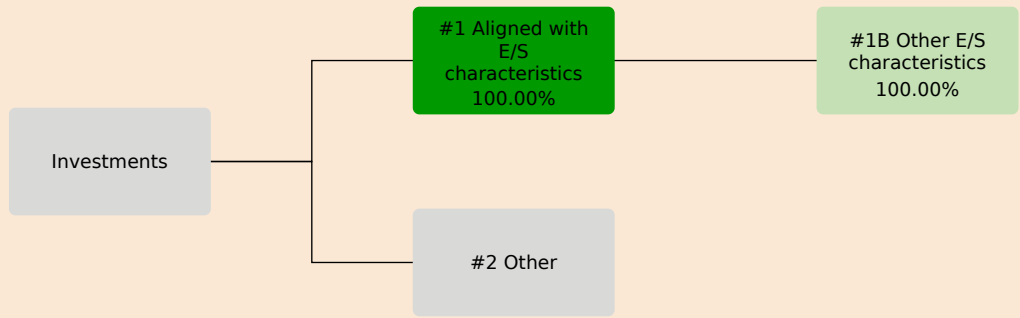 Investments
#1 Aligned with
E/S
characteristics
100.00%
#1B Other E/S
characteristics
100.00%
#2 Other